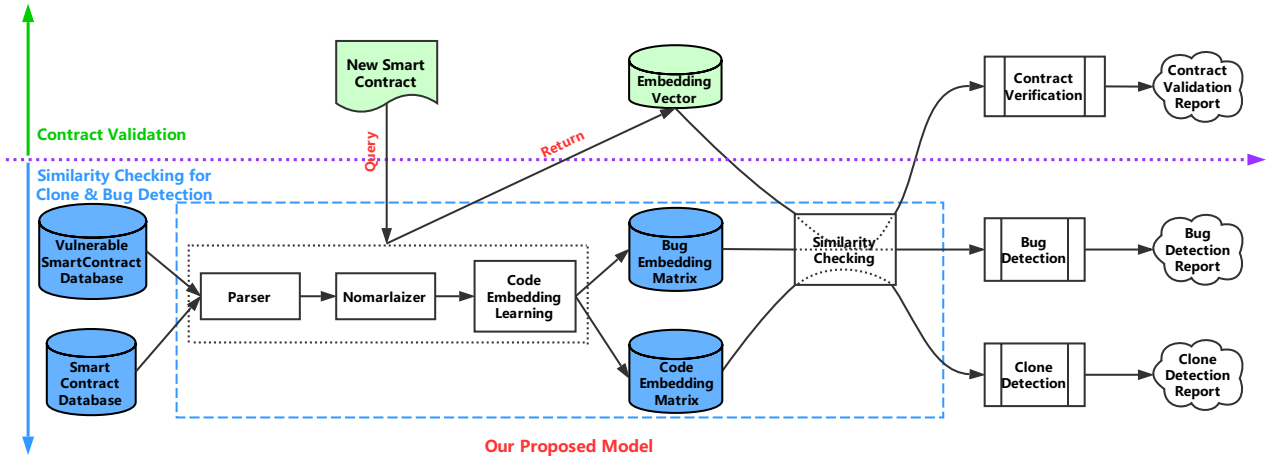 New Smart
Contract
Embedding
Vector
Contract
Verification
Contract
Validation
Report
Contract Validation
Query
Return
Similarity Checking for
Clone & Bug Detection
Vulnerable
SmartContract
Database
Smart
Contract
Database
Parser
Nomarlaizer
Code
Embedding
Learning
Bug
Embedding
Matrix
Code
Embedding
Matrix
Similarity
Checking
Bug
Detection
Bug
Detection
Report
Clone
Detection
Clone
Detection
Report
Our Proposed Model